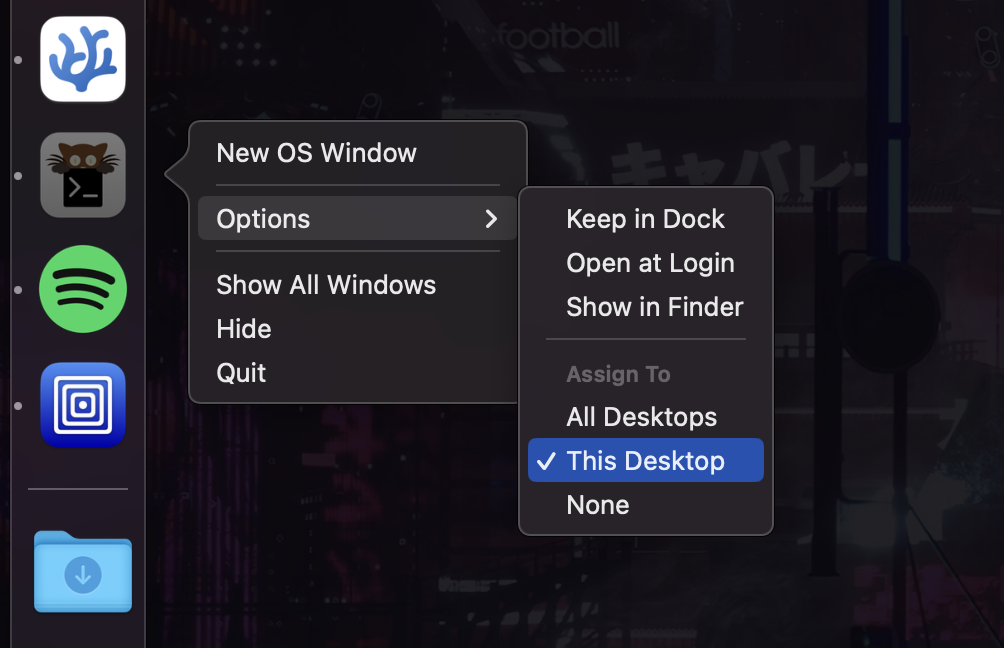 football
キャバレー
New OS Window
Options
Show All Windows
Hide
Quit
Keep in Dock
Open at Login
Show in Finder
Assign To
All Desktops
✓ This Desktop
None